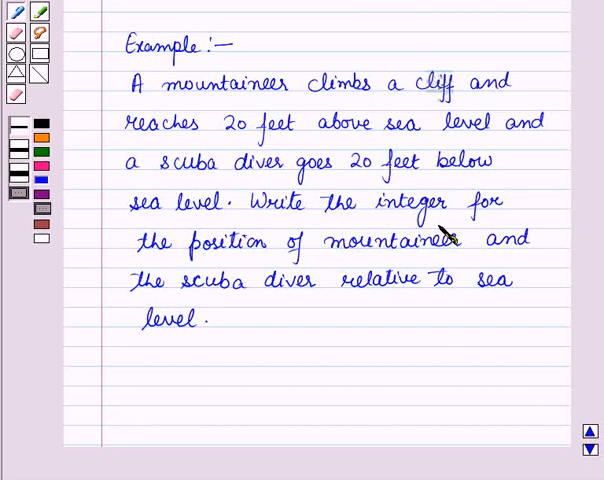 Example :-
A mountaineer climbs a cliff and
reaches 20 feet above sea level and
a scuba diver goes 20 feet below
sea level. Write the integer for
the position of mountaineer and
the scuba diver relative to sea
level.